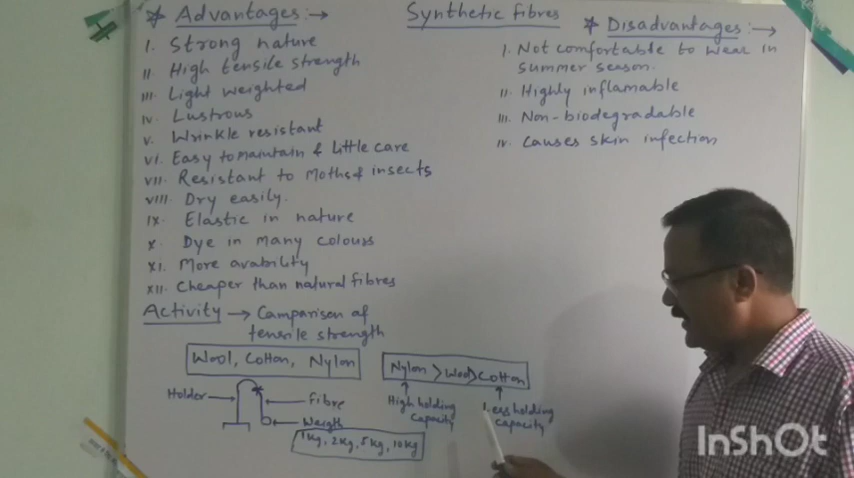 Synthetic fibres
* Advantages:→
I. Strong nature
II. High tensile strength
III. Light weighted
IV. Lustrous
V. Wrinkle resistant
VI. Easy to maintain & little care
VII. Resistant to Moths & insects
VIII. Dry easily.
IX. Elastic in nature
X. Dye in many colours
XI. More avability
XII. Cheaper than natural fibres
* Disadvantages:→
I. Not comfortable to wear in
summer season.
II. Highly inflamable
III. Non-biodegradable
IV. Causes skin infection
Activity → Comparison of
tensile strength
Wool, Cotton, Nylon
Holder
Fibre
Weigth
1kg, 2kg, 5kg, 10kg
Nylon > Wool > Cotton
High holding
capacity
Less holding
capacity
InShOt